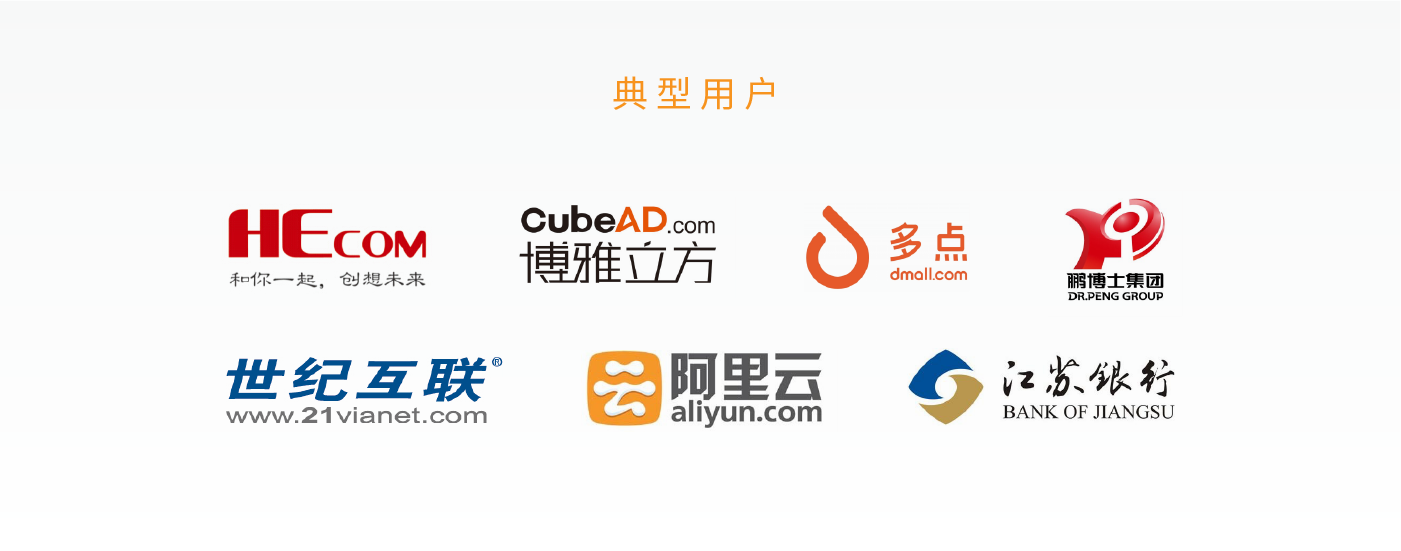 典型用户
HECOM
和你一起，创想未来
CubeAD.com
博雅立方
多点
dmall.com
鹏博士集团
DR.PENG GROUP
世纪互联®
www.21vianet.com
阿里云
aliyun.com
江苏银行
BANK OF JIANGSU